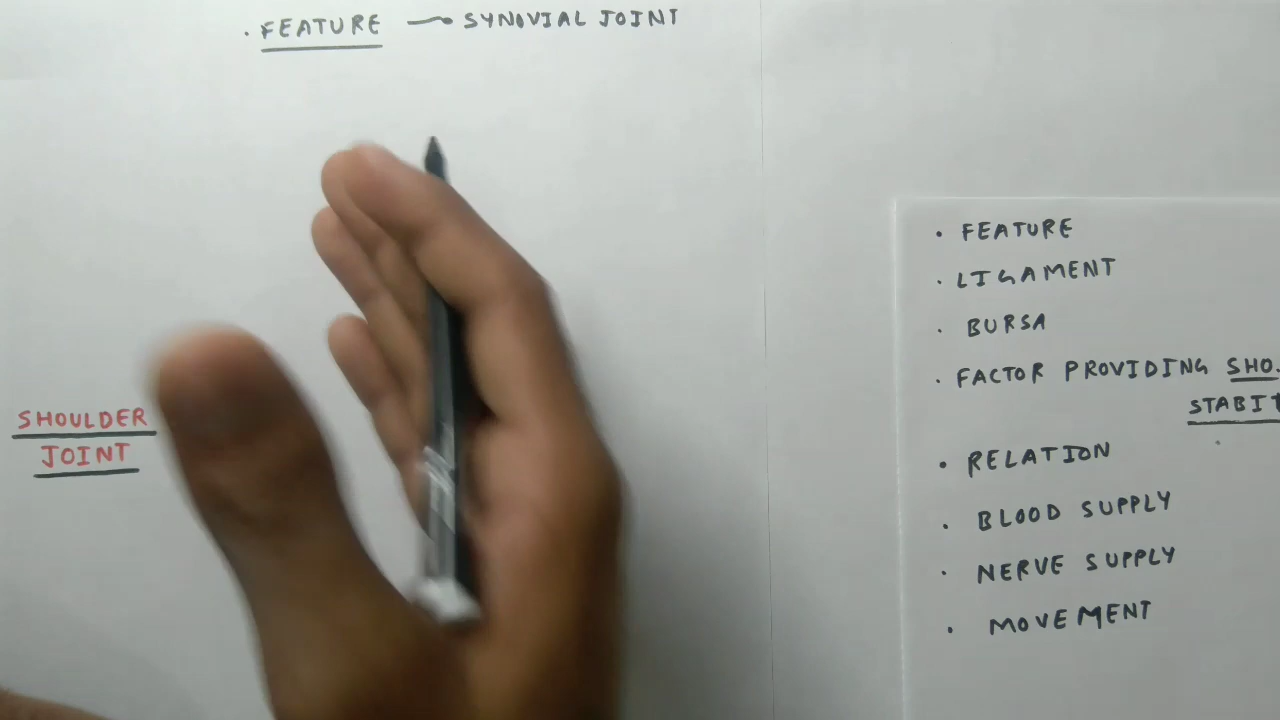 . FEATURE — SYNOVIAL JOINT
SHOULDER
JOINT
• FEATURE
• LIGAMENT
• BURSA
• FACTOR PROVIDING
• RELATION
• BLOOD SUPPLY
• NERVE SUPPLY
• MOVEMENT